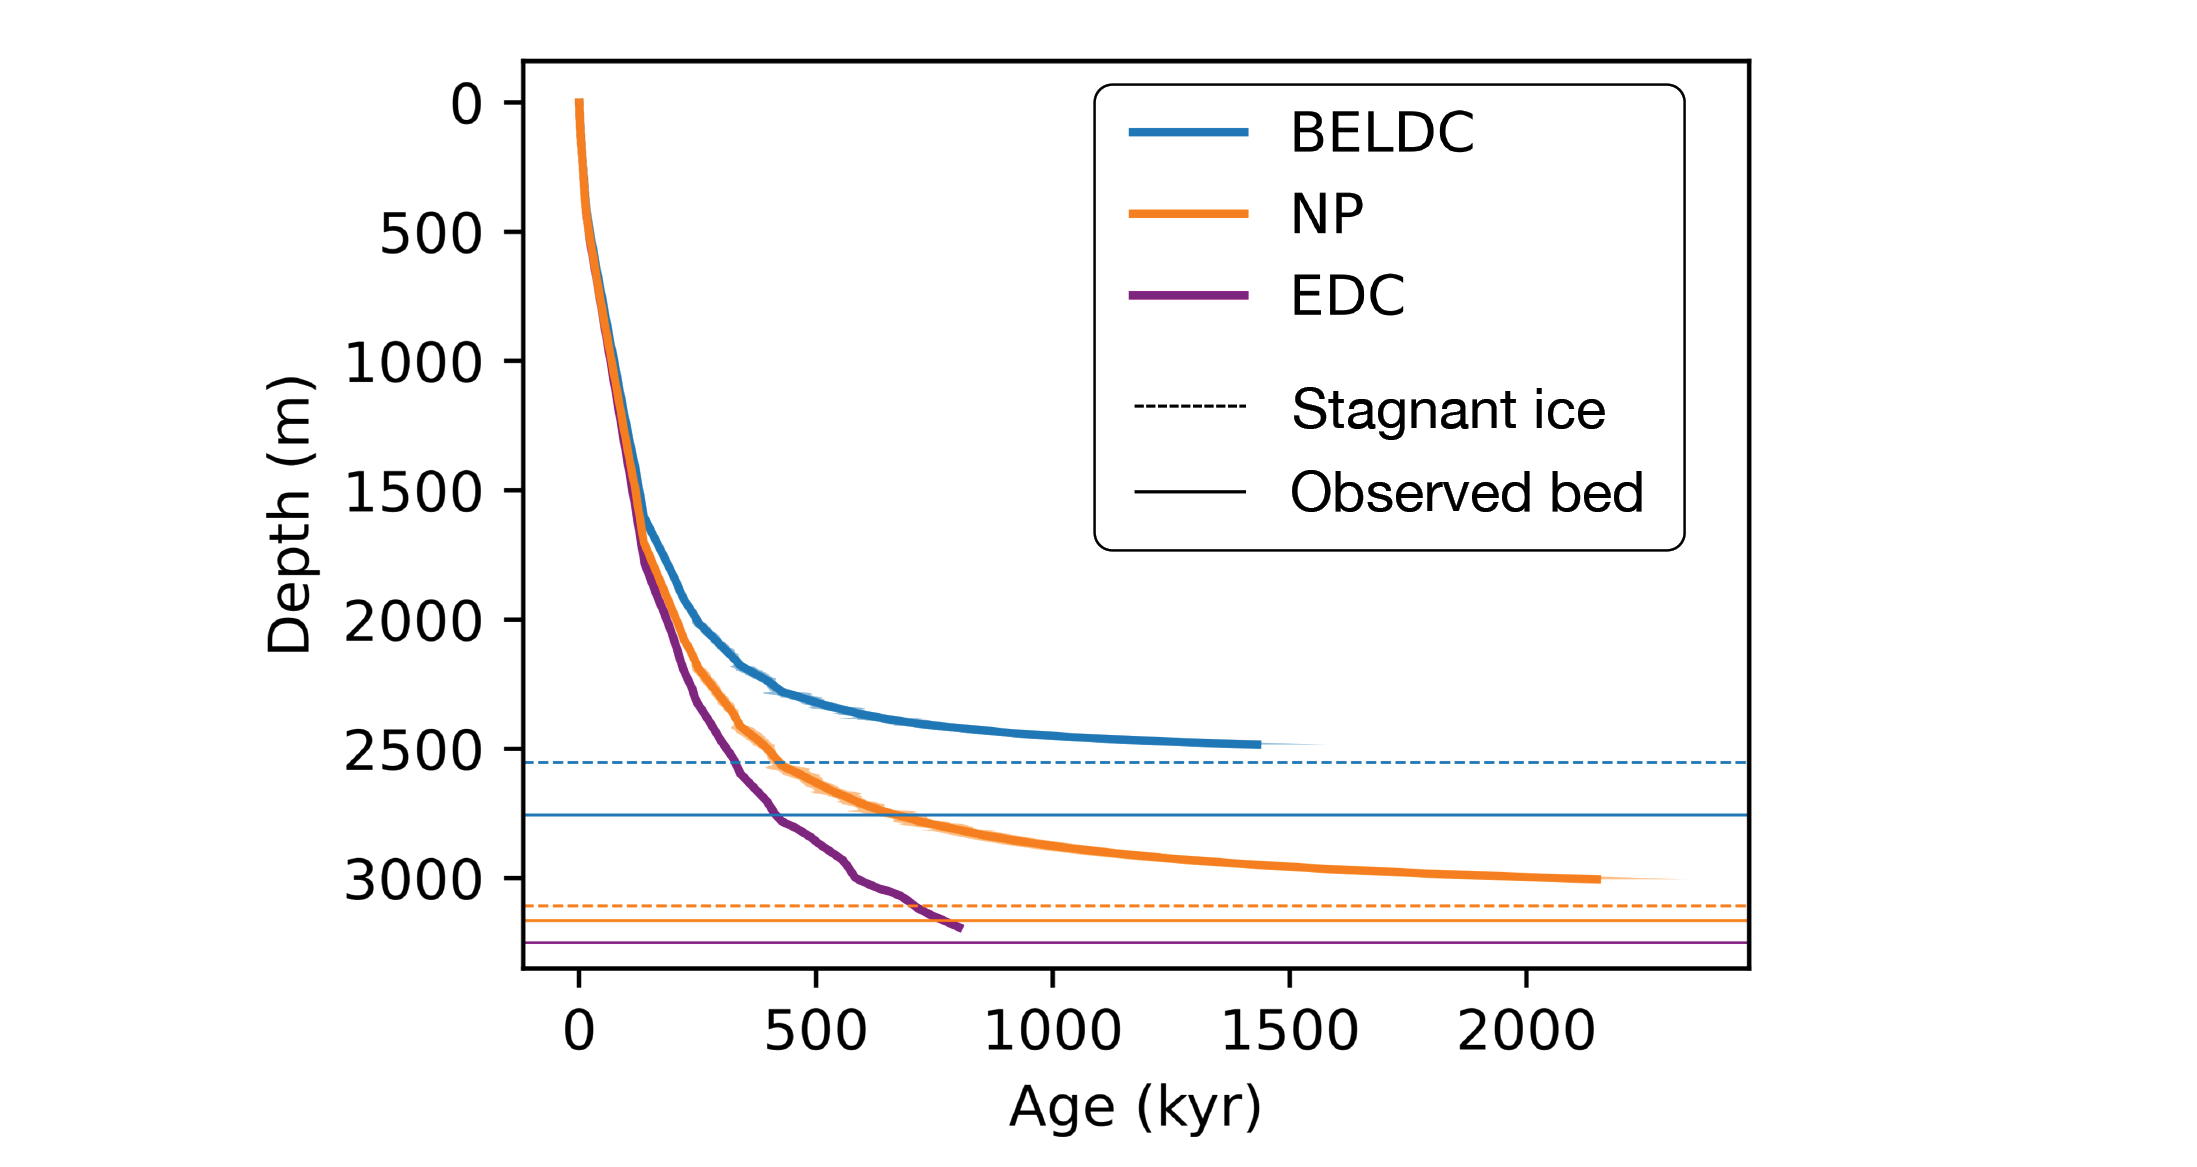 0
500
1000
1500
2000
2500
3000
Depth (m)
BELDC
NP
EDC
Stagnant ice
Observed bed
0 500 1000 1500 2000
Age (kyr)